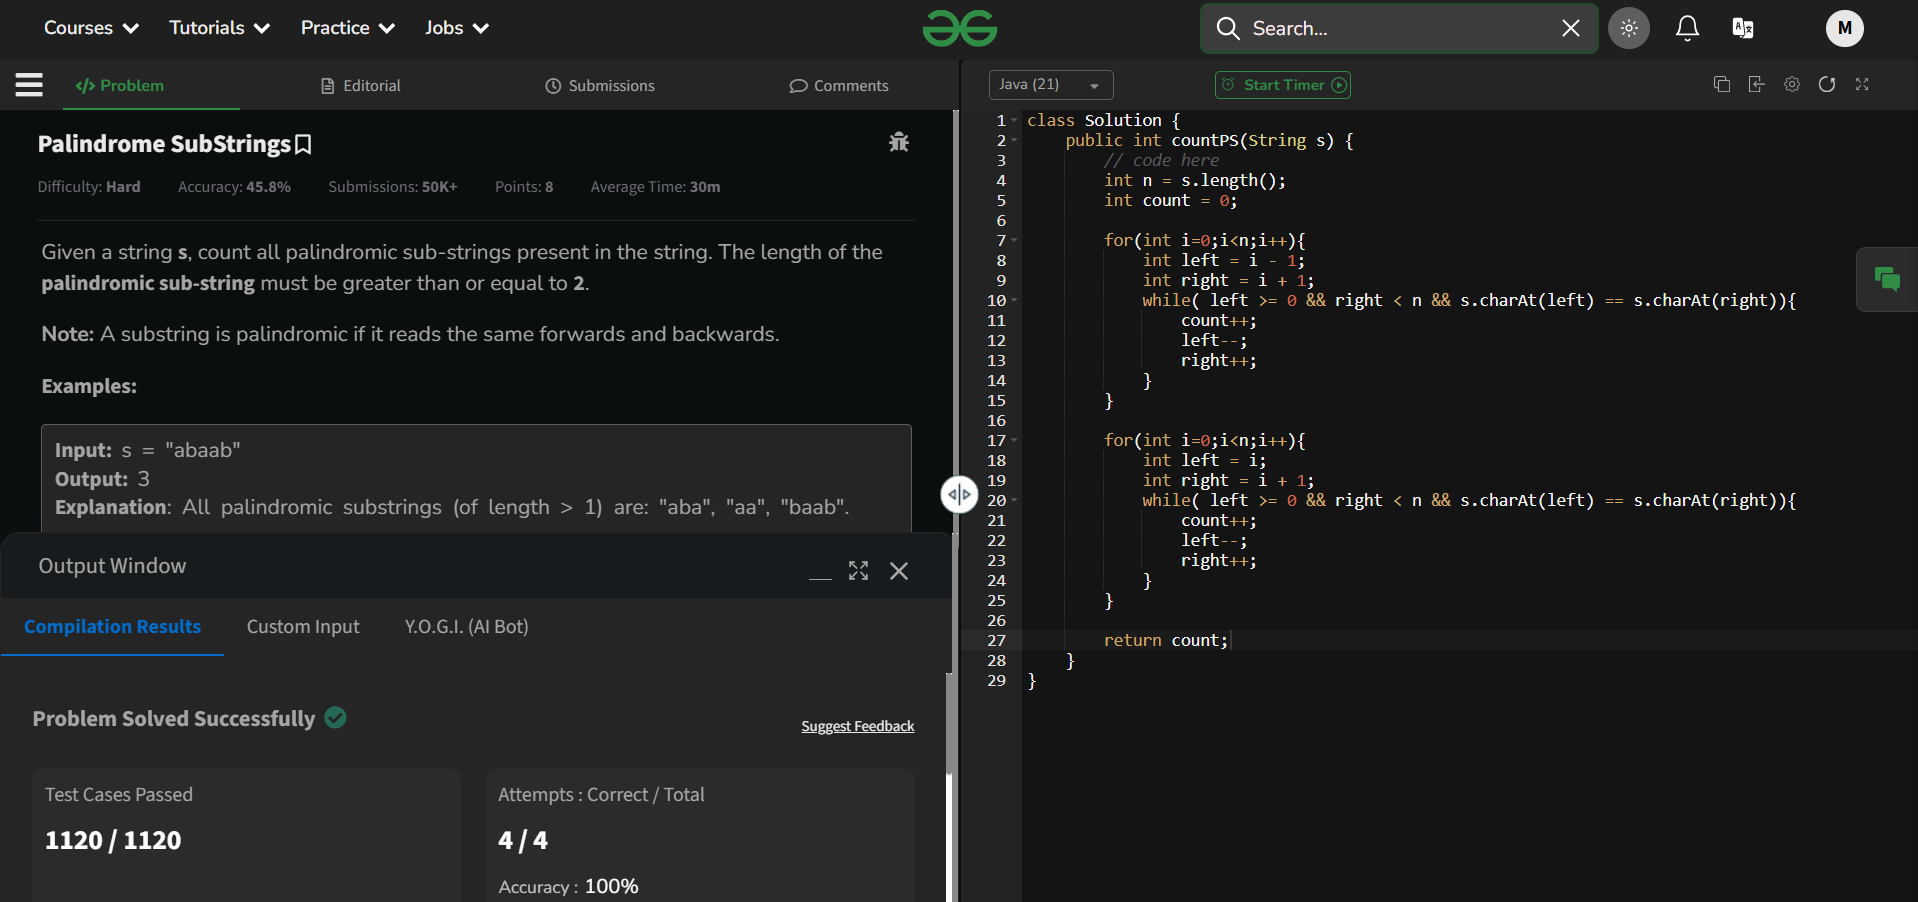 Courses Tutorials Practice Jobs Search... M
Problem Editorial Submissions Comments
Palindrome SubStrings
Difficulty: Hard Accuracy: 45.8% Submissions: 50K+ Points: 8 Average Time: 30m
Given a string s, count all palindromic sub-strings present in the string. The length of the
palindromic sub-string must be greater than or equal to 2.
Note: A substring is palindromic if it reads the same forwards and backwards.
Examples:
Input: s = "abaab"
Output: 3
Explanation: All palindromic substrings (of length > 1) are: "aba", "aa", "baab".
Output Window
Compilation Results Custom Input Y.O.G.I. (AI Bot)
Problem Solved Successfully
Suggest Feedback
Test Cases Passed
1120 / 1120
Attempts : Correct / Total
4 / 4
Accuracy : 100%
Java (21) Start Timer
1 class Solution {
2     public int countPS(String s) {
3         // code here
4         int n = s.length();
5         int count = 0;
6
7         for(int i=0;i<n;i++){
8             int left = i - 1;
9             int right = i + 1;
10             while( left >= 0 && right < n && s.charAt(left) == s.charAt(right)){
11                 count++;
12                 left--;
13                 right++;
14             }
15         }
16
17         for(int i=0;i<n;i++){
18             int left = i;
19             int right = i + 1;
20             while( left >= 0 && right < n && s.charAt(left) == s.charAt(right)){
21                 count++;
22                 left--;
23                 right++;
24             }
25         }
26
27         return count;
28     }
29 }